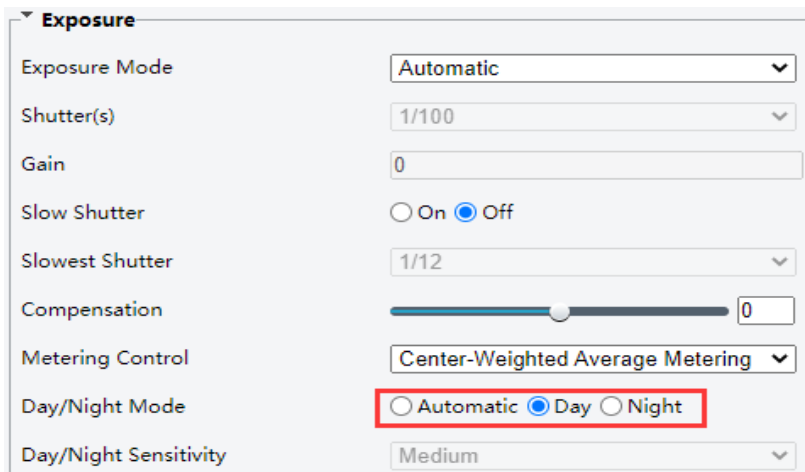 Exposure
Exposure Mode Automatic
Shutter(s) 1/100
Gain 0
Slow Shutter On Off
Slowest Shutter 1/12
Compensation 0
Metering Control Center-Weighted Average Metering
Day/Night Mode Automatic Day Night
Day/Night Sensitivity Medium